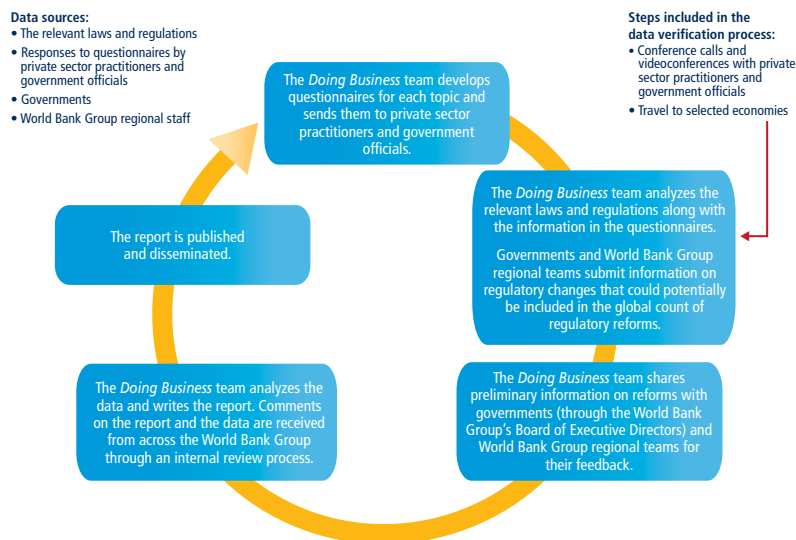 Data sources:
• The relevant laws and regulations
• Responses to questionnaires by
private sector practitioners and
government officials
• Governments
• World Bank Group regional staff
Steps included in the
data verification process:
• Conference calls and
videoconferences with private
sector practitioners and
government officials
• Travel to selected economies
The Doing Business team develops
questionnaires for each topic and
sends them to private sector
practitioners and government
officials.
The Doing Business team analyzes the
relevant laws and regulations along with
the information in the questionnaires.
Governments and World Bank Group
regional teams submit information on
regulatory changes that could potentially
be included in the global count of
regulatory reforms.
The Doing Business team shares
preliminary information on reforms with
governments (through the World Bank
Group's Board of Executive Directors) and
World Bank Group regional teams for
their feedback.
The Doing Business team analyzes the
data and writes the report. Comments
on the report and the data are received
from across the World Bank Group
through an internal review process.
The report is published
and disseminated.